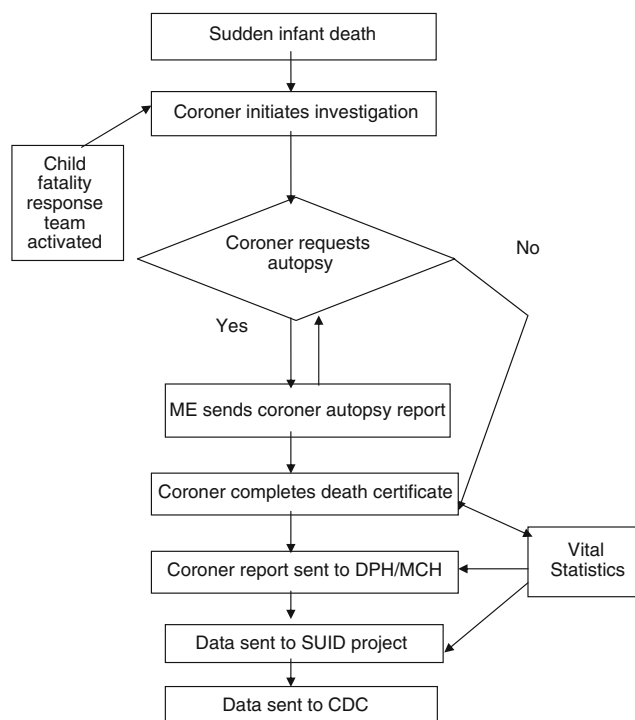 Sudden infant death
Coroner initiates investigation
Child
fatality
response
team
activated
Coroner requests
autopsy
No
Yes
ME sends coroner autopsy report
Coroner completes death certificate
Vital
Statistics
Coroner report sent to DPH/MCH
Data sent to SUID project
Data sent to CDC